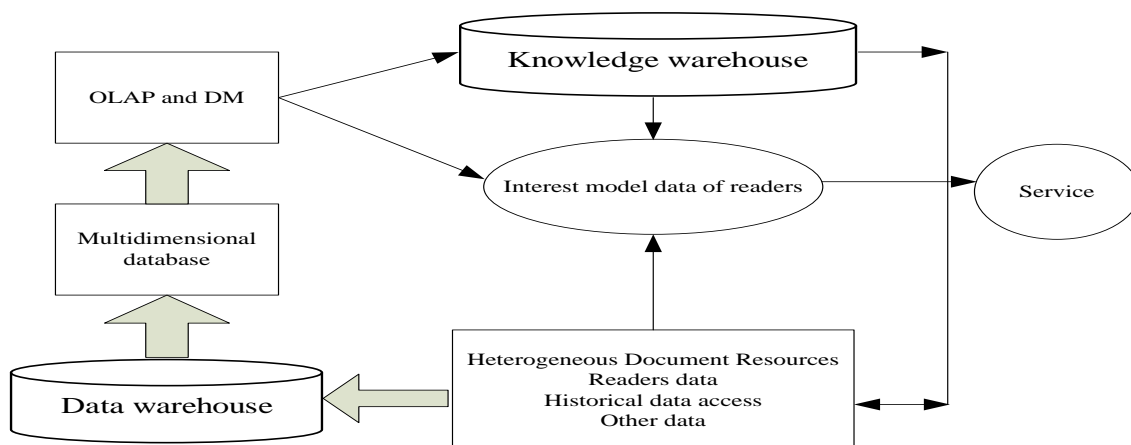 Knowledge warehouse
OLAP and DM
Interest model data of readers
Service
Multidimensional
database
Heterogeneous Document Resources
Readers data
Historical data access
Other data
Data warehouse